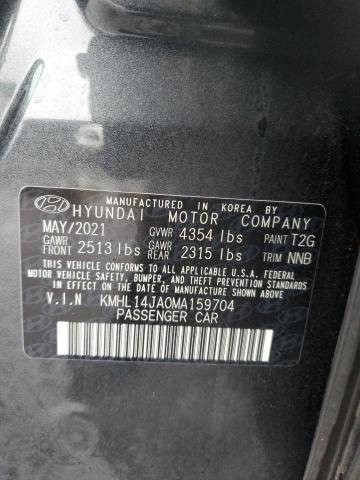 MANUFACTURED IN KOREA BY
HYUNDAI MOTOR COMPANY
MAY/2021 GVWR 4354 lbs PAINT T2G
GAWR FRONT 2513 lbs GAWR REAR 2315 lbs TRIM NNB
THIS VEHICLE CONFORMS TO ALL APPLICABLE U.S. FEDERAL
MOTOR VEHICLE SAFETY, BUMPER, AND THEFT PREVENTION
STANDARDS IN EFFECT ON THE DATE OF MANUFACTURE SHOWN ABOVE.
V.I.N KMHL14JA0MA159704
PASSENGER CAR